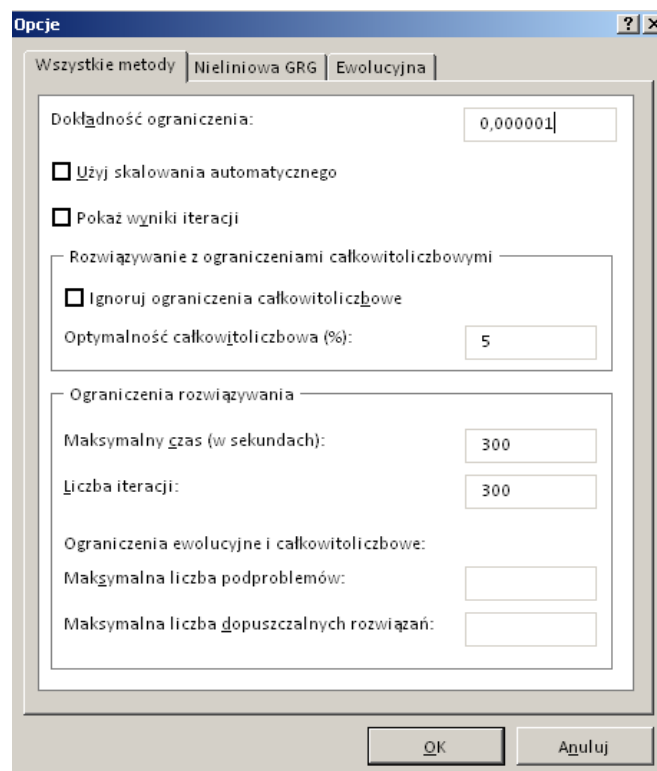 Opcje
Wszystkie metody Nieliniowa GRG Ewolucyjna
Dokładność ograniczenia: 0,000001
Użyj skalowania automatycznego
Pokaż wyniki iteracji
Rozwiązywanie z ograniczeniami całkowitoliczbowymi
Ignoruj ograniczenia całkowitoliczbowe
Optymalność całkowitoliczbowa (%): 5
Ograniczenia rozwiązywania
Maksymalny czas (w sekundach): 300
Liczba iteracji: 300
Ograniczenia ewolucyjne i całkowitoliczbowe:
Maksymalna liczba podproblemów:
Maksymalna liczba dopuszczalnych rozwiązań:
OK Anuluj